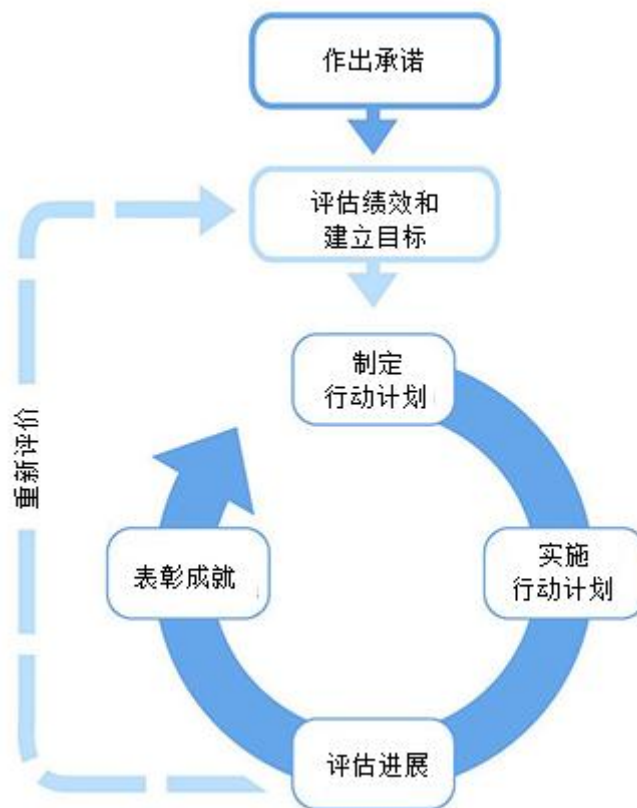 作出承诺
评估绩效和
建立目标
制定
行动计划
实施
行动计划
评估进展
表彰成就
重新评价